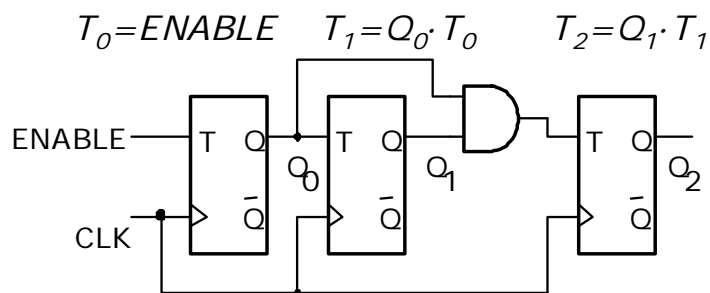 T₀=ENABLE T₁=Q₀·T₀ T₂=Q₁·T₁
ENABLE T Q T Q T Q
Q₀ Q₁ Q₂
Q̅ Q̅ Q̅
CLK